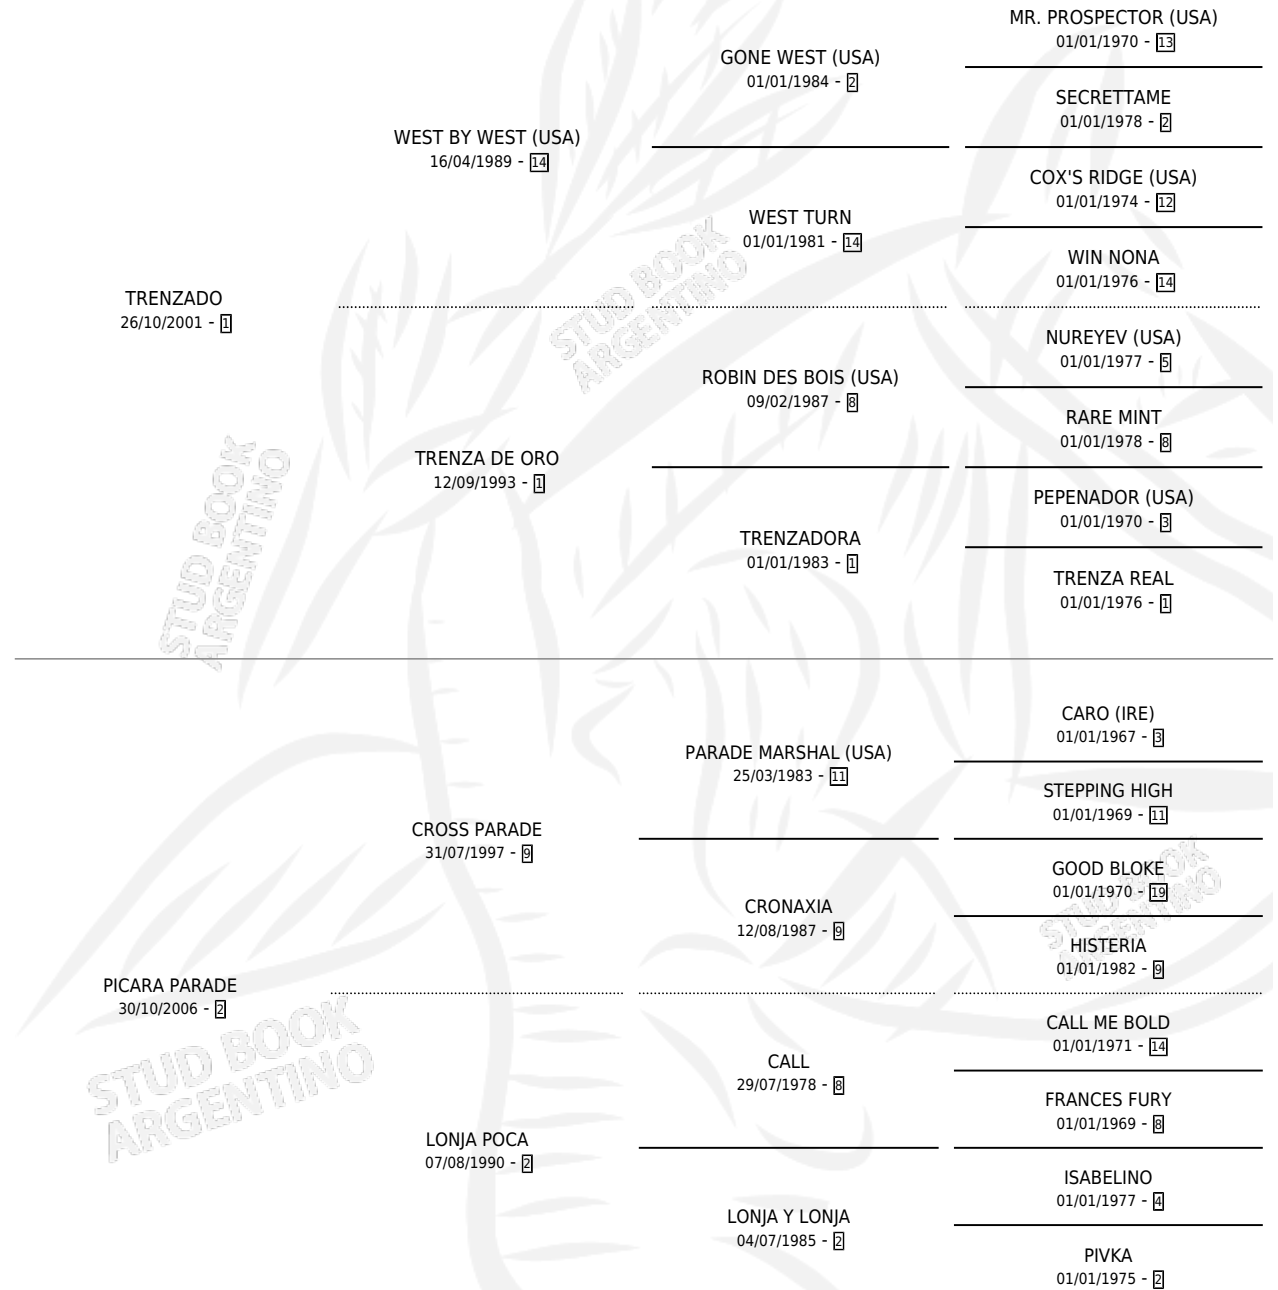 MR. PROSPECTOR (USA)
01/01/1970 - 13
GONE WEST (USA)
01/01/1984 - 2
SECRETTAME
01/01/1978 - 2
WEST BY WEST (USA)
16/04/1989 - 14
COX'S RIDGE (USA)
01/01/1974 - 12
WEST TURN
01/01/1981 - 14
WIN NONA
01/01/1976 - 14
TRENZADO
26/10/2001 - 1
NUREYEV (USA)
01/01/1977 - 5
ROBIN DES BOIS (USA)
09/02/1987 - 8
RARE MINT
01/01/1978 - 8
TRENZA DE ORO
12/09/1993 - 1
PEPENADOR (USA)
01/01/1970 - 3
TRENZADORA
01/01/1983 - 1
TRENZA REAL
01/01/1976 - 1
CARO (IRE)
01/01/1967 - 3
PARADE MARSHAL (USA)
25/03/1983 - 11
STEPPING HIGH
01/01/1969 - 11
CROSS PARADE
31/07/1997 - 9
GOOD BLOKE
01/01/1970 - 19
CRONAXIA
12/08/1987 - 9
HISTERIA
01/01/1982 - 9
PICARA PARADE
30/10/2006 - 2
CALL ME BOLD
01/01/1971 - 14
CALL
29/07/1978 - 8
FRANCES FURY
01/01/1969 - 8
LONJA POCA
07/08/1990 - 2
ISABELINO
01/01/1977 - 4
LONJA Y LONJA
04/07/1985 - 2
PIVKA
01/01/1975 - 2
STUD BOOK
ARGENTINO
STUD BOOK
ARGENTINO
STUD BOOK
ARGENTINO
STUD BOOK
ARGENTINO